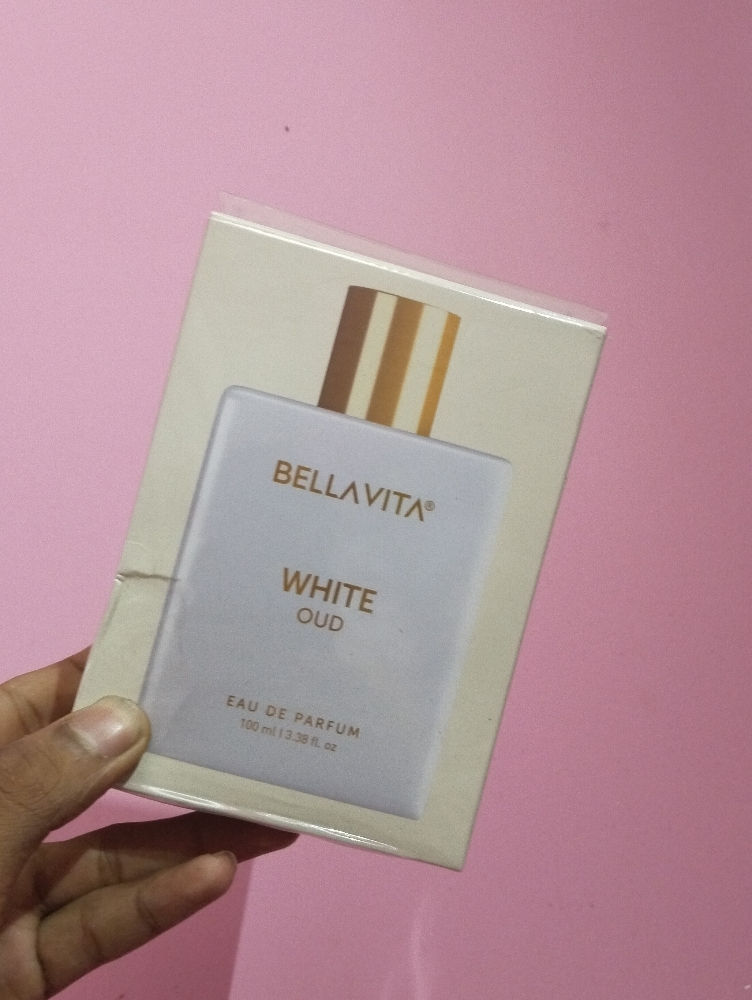 BELLAVITA®
WHITE
OUD
EAU DE PARFUM
100 ml | 3.38 fl. oz